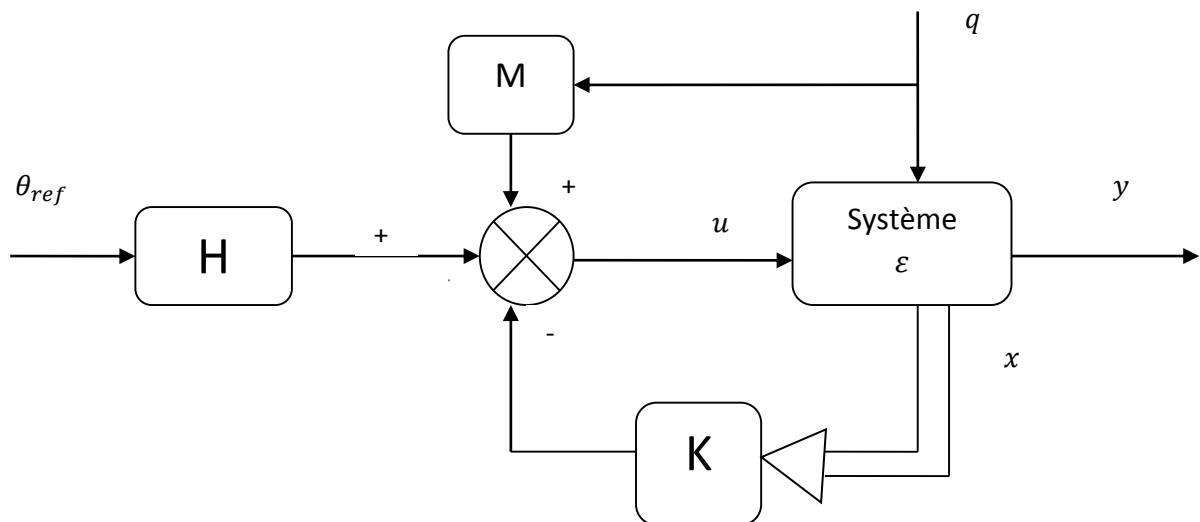 q
M
θ_ref
+
y
H
+
u
Système
ε
-
x
K